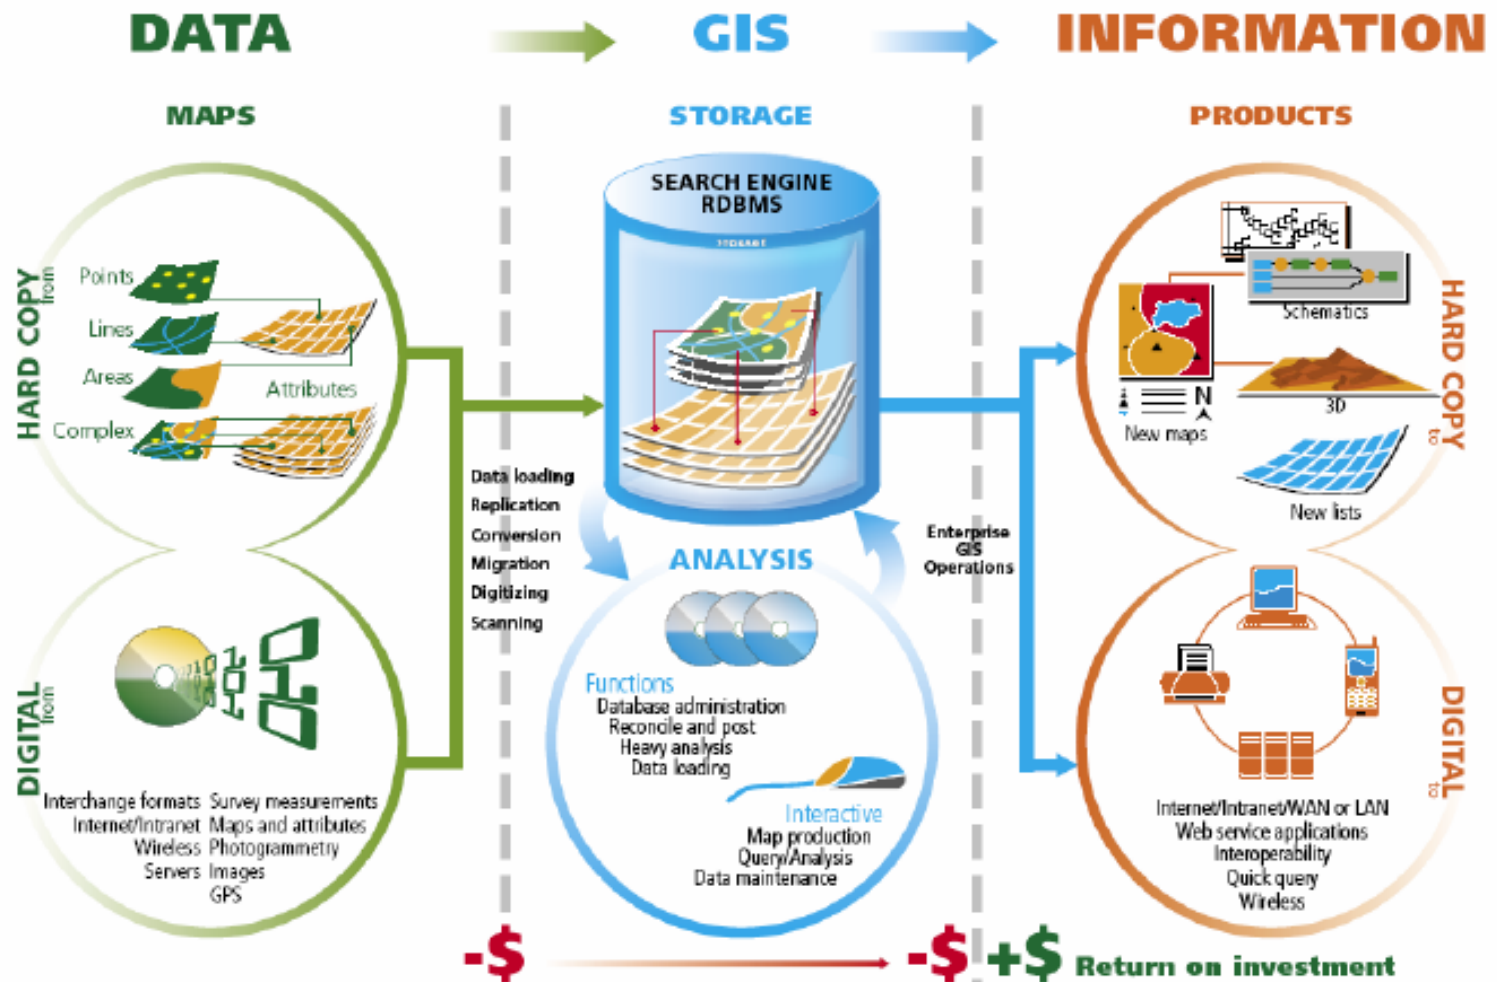 DATA
GIS
INFORMATION
MAPS
STORAGE
PRODUCTS
HARD COPY
from
Points
Lines
Areas
Attributes
Complex
SEARCH ENGINE
RDBMS
STORAGE
Schematics
N
New maps
3D
New lists
HARD COPY
to
Data loading
Replication
Conversion
Migration
Digitizing
Scanning
Enterprise
GIS
Operations
ANALYSIS
Functions
Database administration
Reconcile and post
Heavy analysis
Data loading
Interactive
Map production
Query/Analysis
Data maintenance
DIGITAL
from
Interchange formats Survey measurements
Internet/Intranet Maps and attributes
Wireless Photogrammetry
Servers Images
GPS
DIGITAL
to
Internet/Intranet/WAN or LAN
Web service applications
Interoperability
Quick query
Wireless
-$
-$
+$ Return on investment